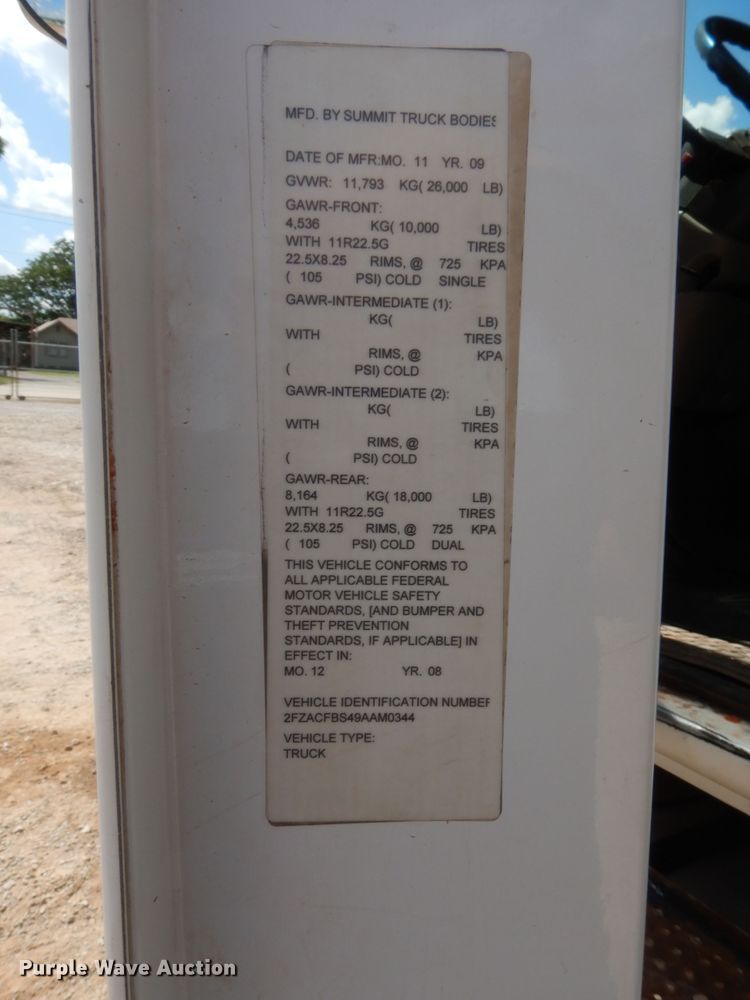 MFD. BY SUMMIT TRUCK BODIES
DATE OF MFR:MO. 11 YR. 09
GVWR: 11,793 KG( 26,000 LB)
GAWR-FRONT:
4,536 KG( 10,000 LB)
WITH 11R22.5G TIRES
22.5X8.25 RIMS, @ 725 KPA
( 105 PSI) COLD SINGLE
GAWR-INTERMEDIATE (1):
KG( LB)
WITH TIRES
RIMS, @ KPA
( PSI) COLD
GAWR-INTERMEDIATE (2):
KG( LB)
WITH TIRES
RIMS, @ KPA
( PSI) COLD
GAWR-REAR:
8,164 KG( 18,000 LB)
WITH 11R22.5G TIRES
22.5X8.25 RIMS, @ 725 KPA
( 105 PSI) COLD DUAL
THIS VEHICLE CONFORMS TO
ALL APPLICABLE FEDERAL
MOTOR VEHICLE SAFETY
STANDARDS, [AND BUMPER AND
THEFT PREVENTION
STANDARDS, IF APPLICABLE] IN
EFFECT IN:
MO. 12 YR. 08
VEHICLE IDENTIFICATION NUMBER
2FZACFBS49AAM0344
VEHICLE TYPE:
TRUCK
Purple Wave Auction